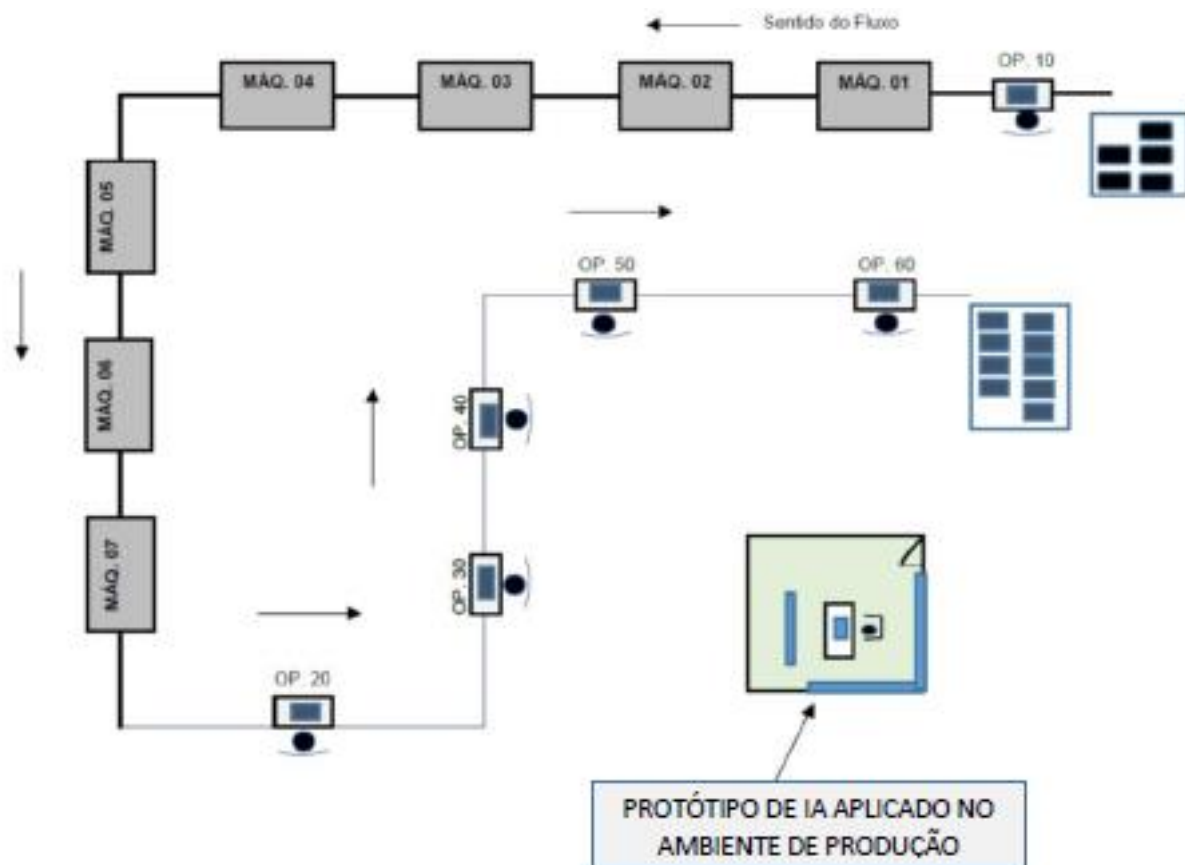 Sentido do Fluxo
OP. 10
MÁQ. 04
MÁQ. 03
MÁQ. 02
MÁQ. 01
MÁQ. 05
OP. 50
OP. 60
MÁQ. 06
OP. 40
MÁQ. 07
OP. 30
OP. 20
PROTÓTIPO DE IA APLICADO NO
AMBIENTE DE PRODUÇÃO